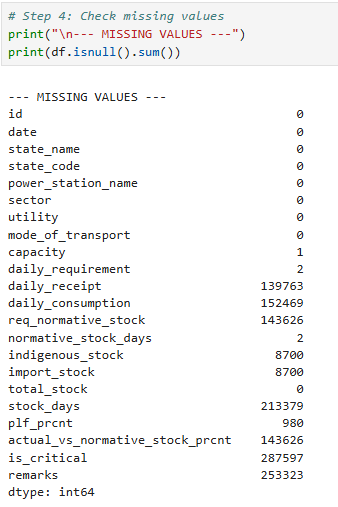 # Step 4: Check missing values
print("\n--- MISSING VALUES ---")
print(df.isnull().sum())
--- MISSING VALUES ---
id 0
date 0
state_name 0
state_code 0
power_station_name 0
sector 0
utility 0
mode_of_transport 0
capacity 1
daily_requirement 2
daily_receipt 139763
daily_consumption 152469
req_normative_stock 143626
normative_stock_days 2
indigenous_stock 8700
import_stock 8700
total_stock 0
stock_days 213379
plf_prcnt 980
actual_vs_normative_stock_prcnt 143626
is_critical 287597
remarks 253323
dtype: int64